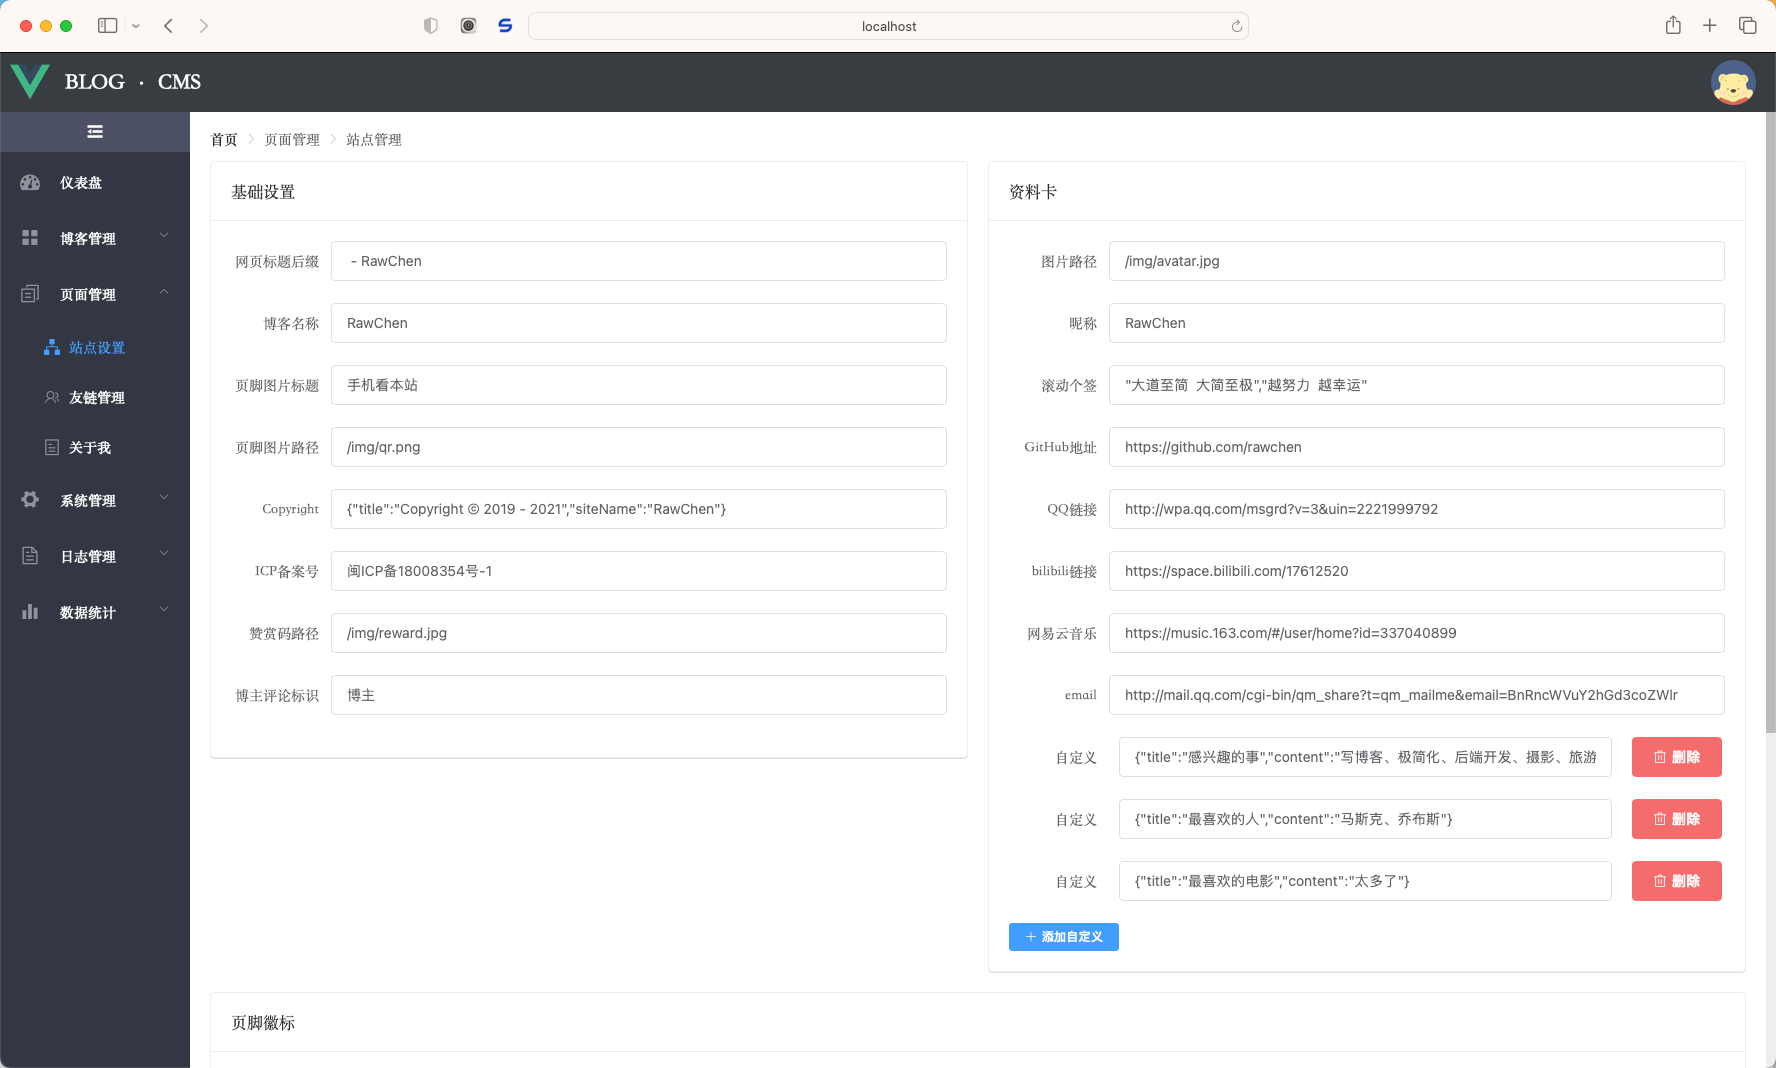 localhost
BLOG · CMS
首页 > 页面管理 > 站点管理
仪表盘
博客管理
页面管理
站点设置
友链管理
关于我
系统管理
日志管理
数据统计
基础设置
网页标题后缀 - RawChen
博客名称 RawChen
页脚图片标题 手机看本站
页脚图片路径 /img/qr.png
Copyright {"title":"Copyright © 2019 - 2021","siteName":"RawChen"}
ICP备案号 闽ICP备18008354号-1
赞赏码路径 /img/reward.jpg
博主评论标识 博主
资料卡
图片路径 /img/avatar.jpg
昵称 RawChen
滚动个签 "大道至简 大简至极","越努力 越幸运"
GitHub地址 https://github.com/rawchen
QQ链接 http://wpa.qq.com/msgrd?v=3&uin=2221999792
bilibili链接 https://space.bilibili.com/17612520
网易云音乐 https://music.163.com/#/user/home?id=337040899
email http://mail.qq.com/cgi-bin/qm_share?t=qm_mailme&email=BnRncWVuY2hGd3coZWlr
自定义 {"title":"感兴趣的事","content":"写博客、极简化、后端开发、摄影、旅游 删除
自定义 {"title":"最喜欢的人","content":"马斯克、乔布斯"} 删除
自定义 {"title":"最喜欢的电影","content":"太多了"} 删除
+ 添加自定义
页脚徽标